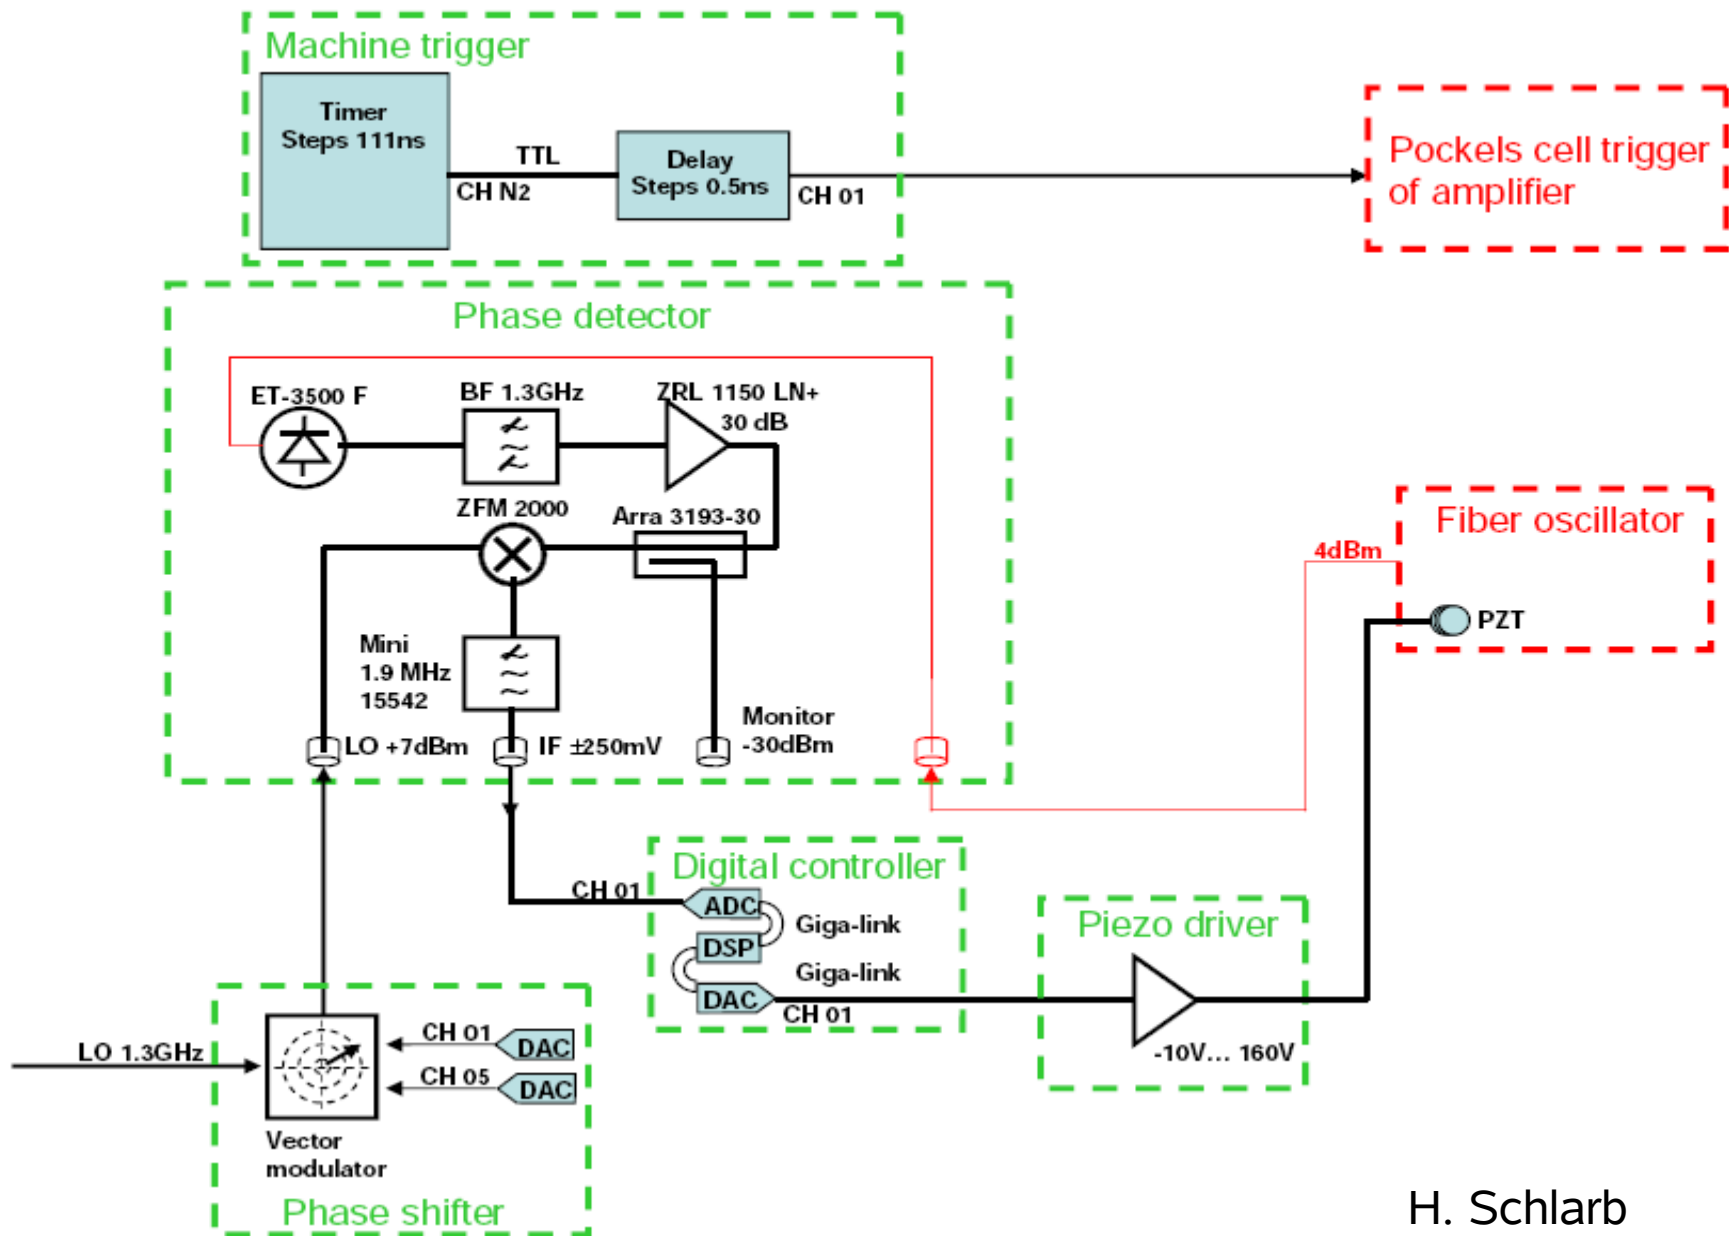 Machine trigger
Timer
Steps 111ns
TTL
CH N2
Delay
Steps 0.5ns
CH 01
Pockels cell trigger
of amplifier
Phase detector
ET-3500 F
BF 1.3GHz
ZRL 1150 LN+
30 dB
ZFM 2000
Arra 3193-30
Mini
1.9 MHz
15542
LO +7dBm
IF ±250mV
Monitor
-30dBm
Fiber oscillator
4dBm
PZT
Digital controller
CH 01
ADC
Giga-link
DSP
Giga-link
DAC
CH 01
Piezo driver
-10V... 160V
LO 1.3GHz
CH 01
DAC
CH 05
DAC
Vector
modulator
Phase shifter
H. Schlarb